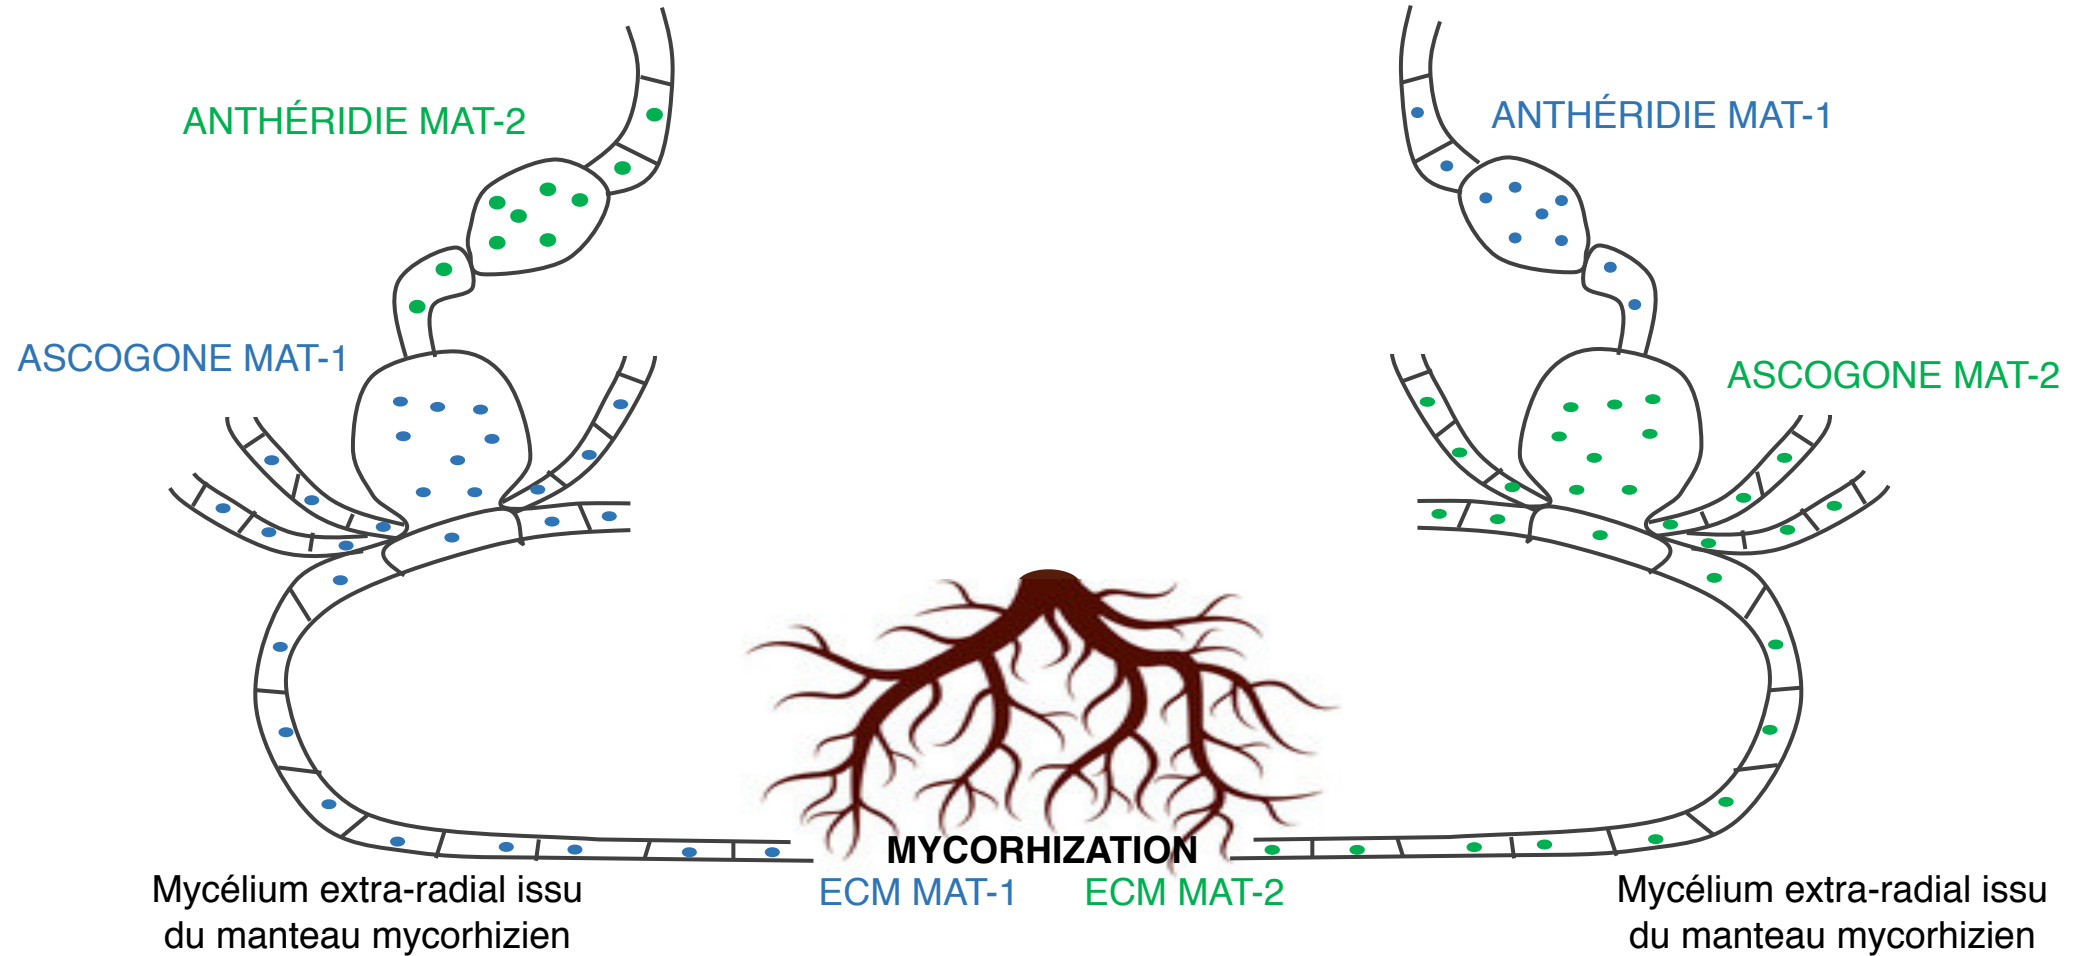 ANTHÉRIDIE MAT-2
ANTHÉRIDIE MAT-1
ASCOGONE MAT-1
ASCOGONE MAT-2
MYCORHIZATION
ECM MAT-1
ECM MAT-2
Mycélium extra-radial issu
du manteau mycorhizien
Mycélium extra-radial issu
du manteau mycorhizien